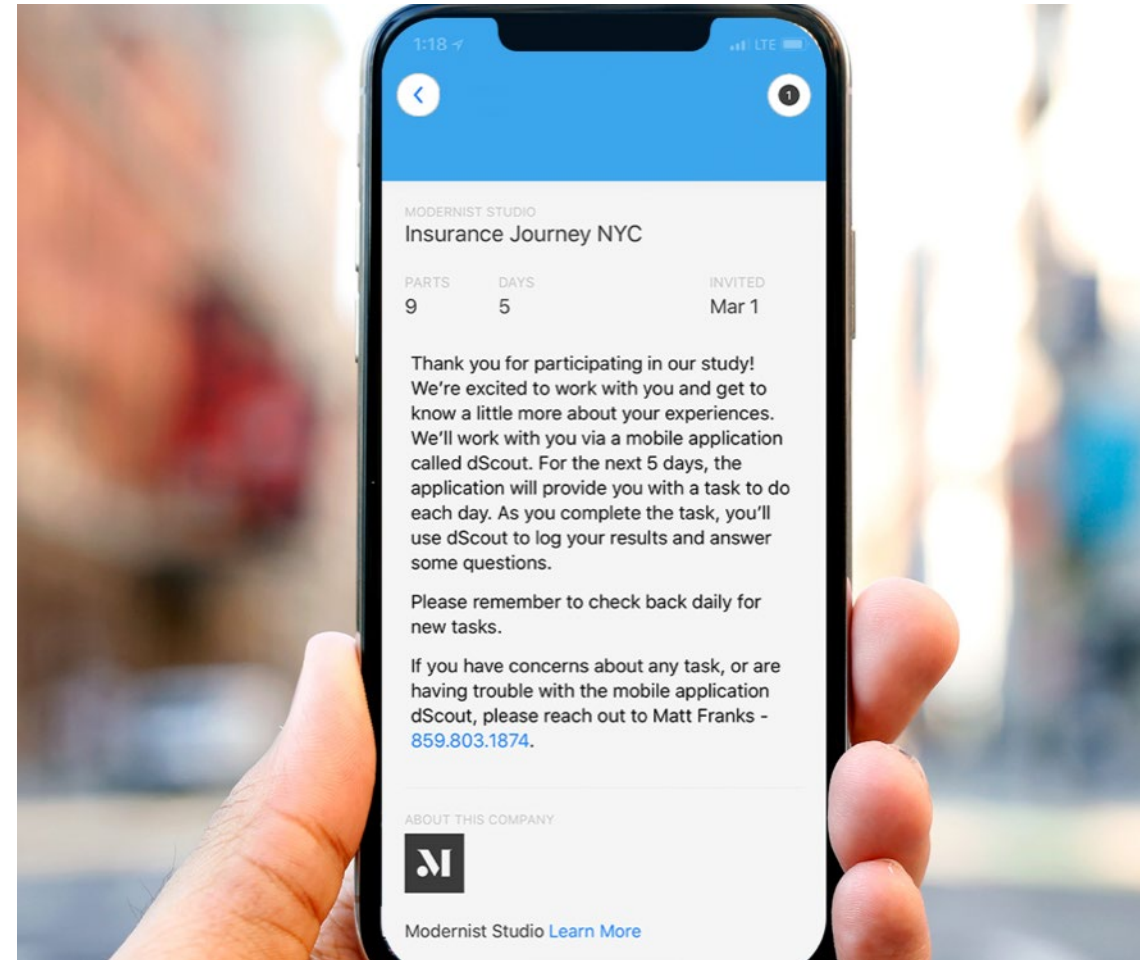 1:18
LTE
1
MODERNIST STUDIO
Insurance Journey NYC
PARTS DAYS INVITED
9 5 Mar 1
Thank you for participating in our study!
We're excited to work with you and get to
know a little more about your experiences.
We'll work with you via a mobile application
called dScout. For the next 5 days, the
application will provide you with a task to do
each day. As you complete the task, you'll
use dScout to log your results and answer
some questions.
Please remember to check back daily for
new tasks.
If you have concerns about any task, or are
having trouble with the mobile application
dScout, please reach out to Matt Franks -
859.803.1874.
ABOUT THIS COMPANY
M
Modernist Studio Learn More